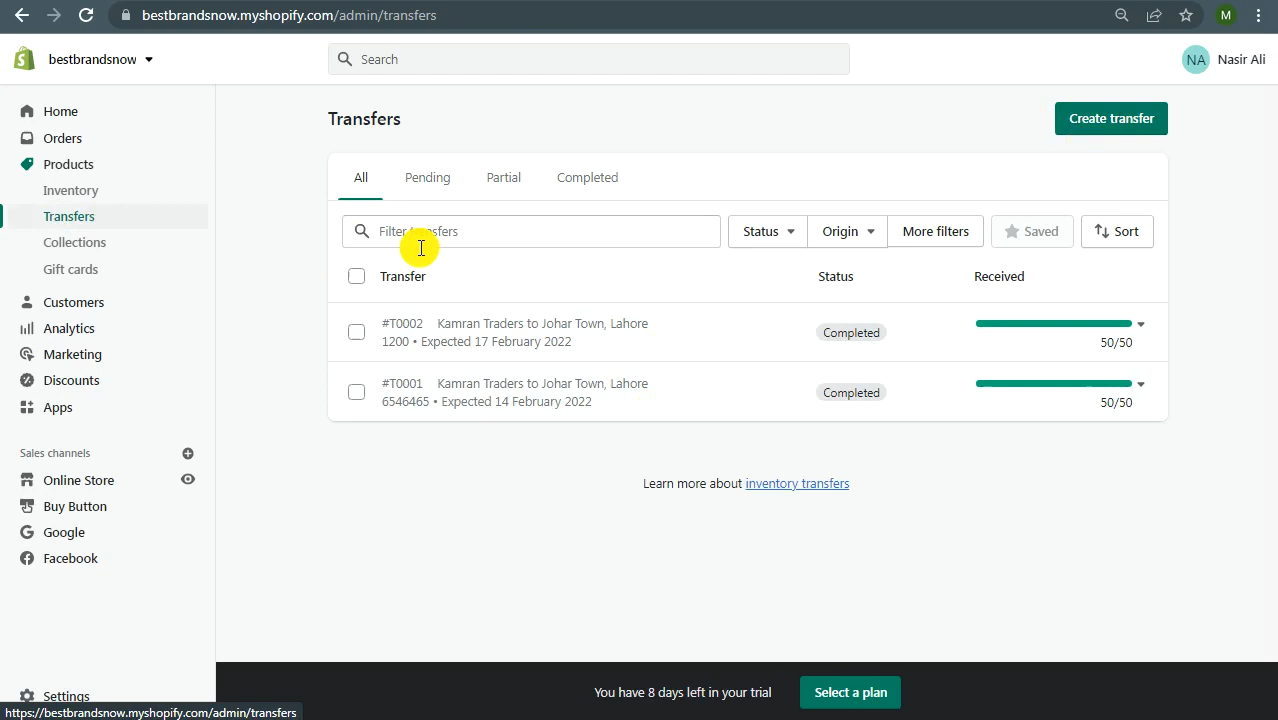 bestbrandsnow.myshopify.com/admin/transfers
M
bestbrandsnow
Search
NA Nasir Ali
Home
Orders
Products
Inventory
Transfers
Collections
Gift cards
Customers
Analytics
Marketing
Discounts
Apps
Sales channels
Online Store
Buy Button
Google
Facebook
Settings
Transfers
Create transfer
All Pending Partial Completed
Filter transfers
Status Origin More filters Saved Sort
Transfer Status Received
#T0002 Kamran Traders to Johar Town, Lahore
1200 • Expected 17 February 2022
Completed
50/50
#T0001 Kamran Traders to Johar Town, Lahore
6546465 • Expected 14 February 2022
Completed
50/50
Learn more about inventory transfers
You have 8 days left in your trial Select a plan
https://bestbrandsnow.myshopify.com/admin/transfers